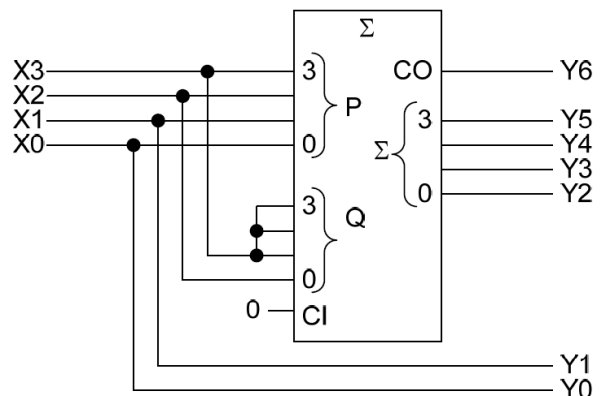 Σ
X3 3 CO Y6
X2
X1 P 3 Y5
X0 0 Σ Y4
Y3
0 Y2
3
Q
0
0 CI
Y1
Y0